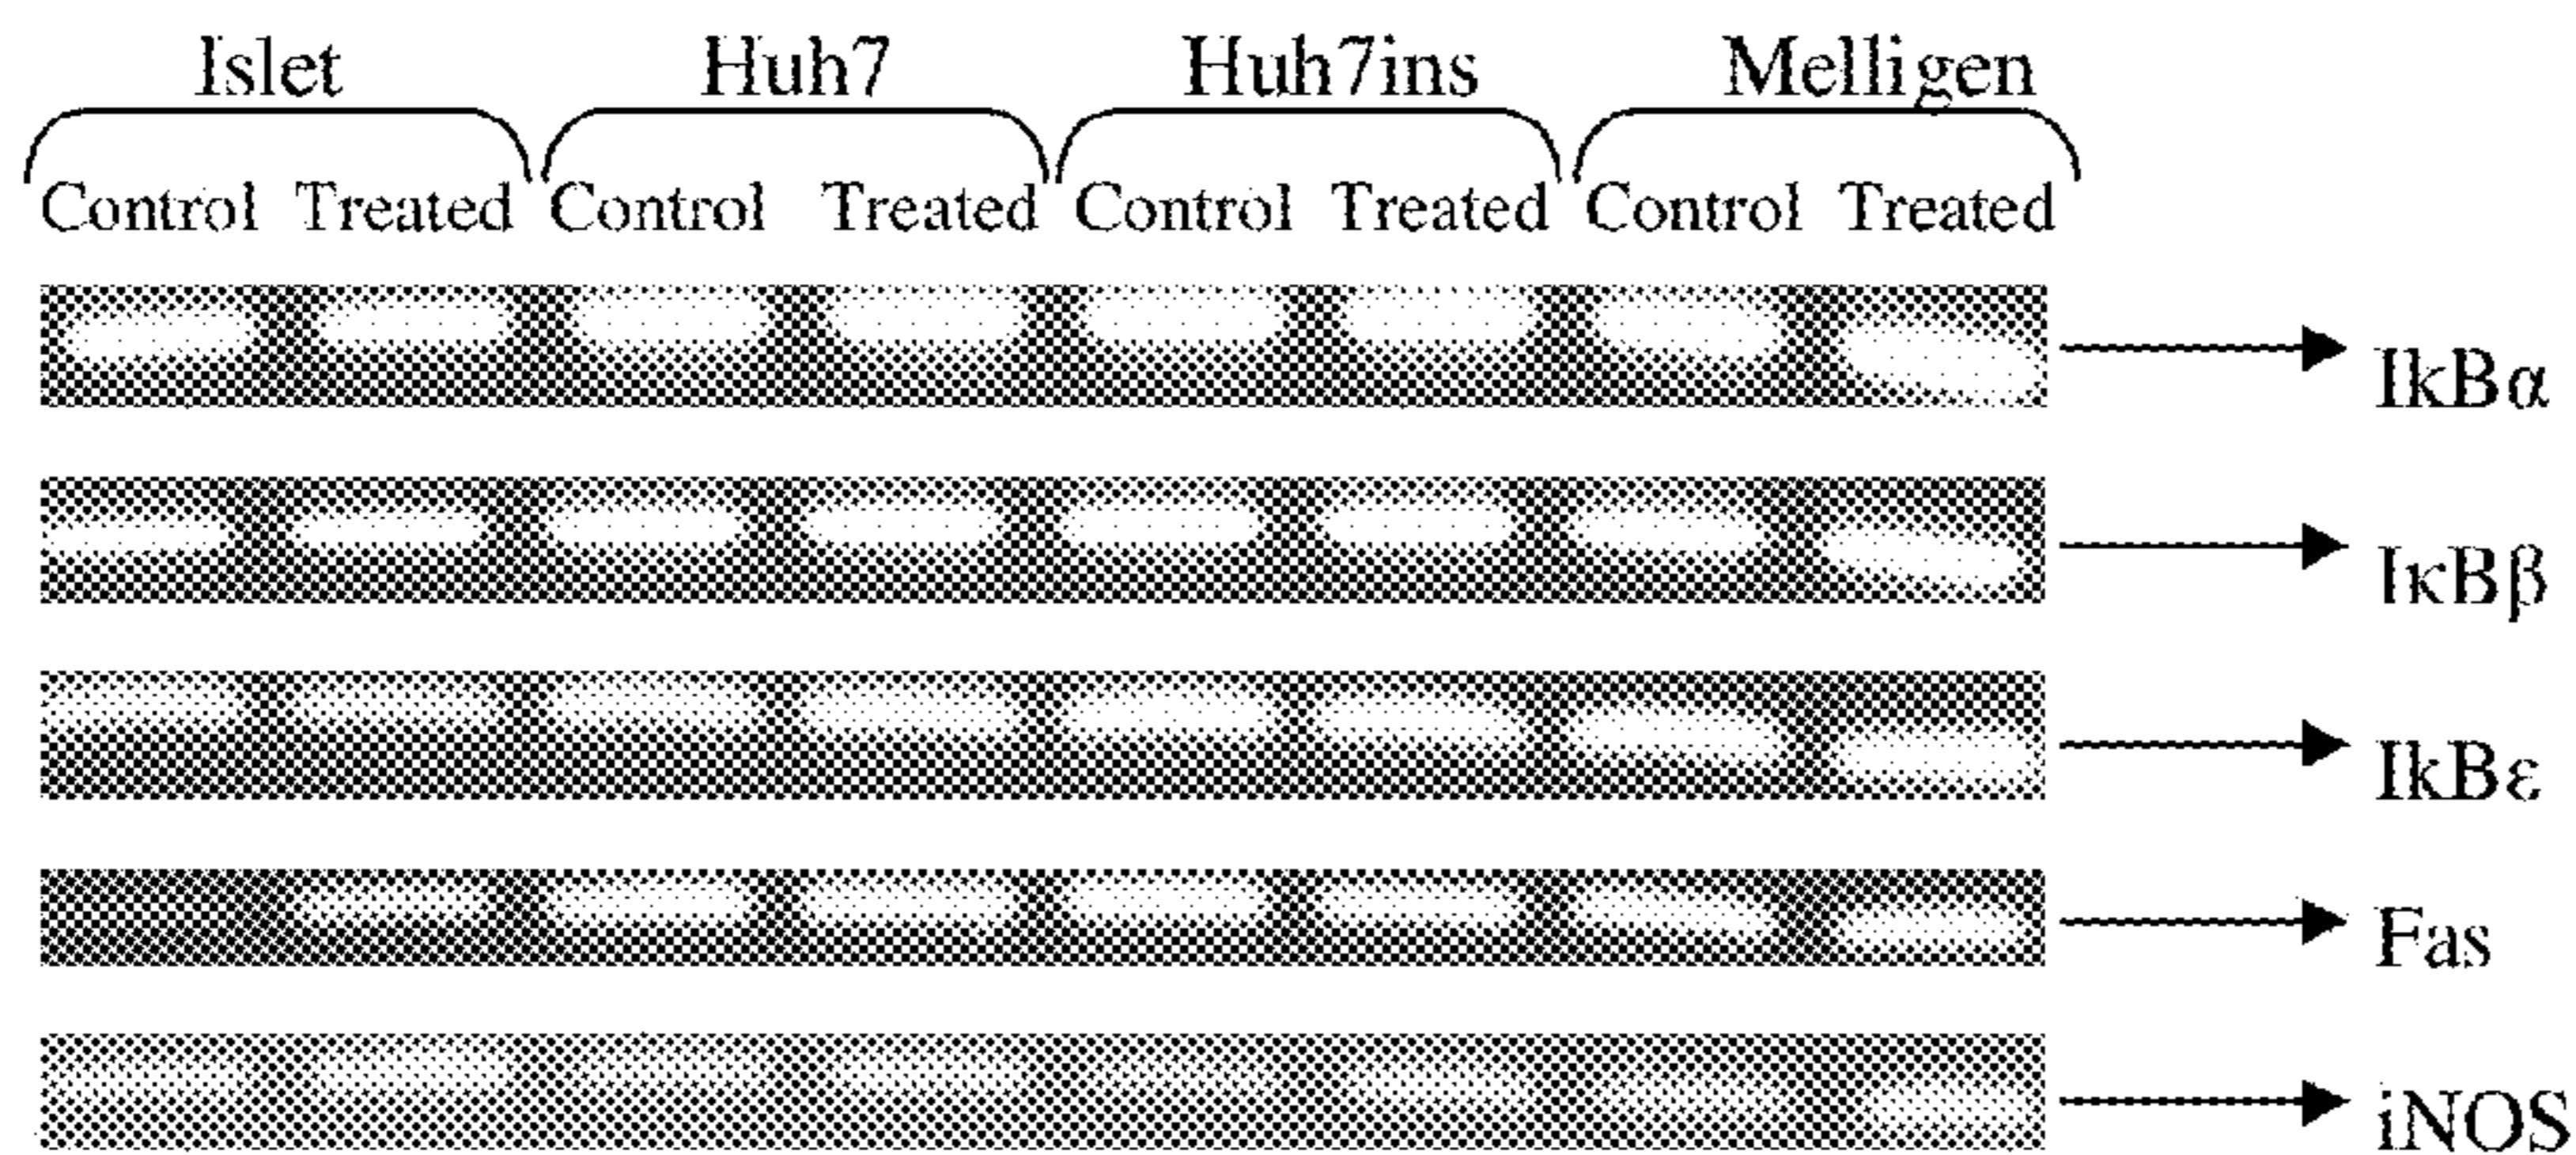 Islet Huh7 Huh7ins Melligen
Control Treated Control Treated Control Treated Control Treated
IkBα
IκBβ
IkBε
Fas
iNOS